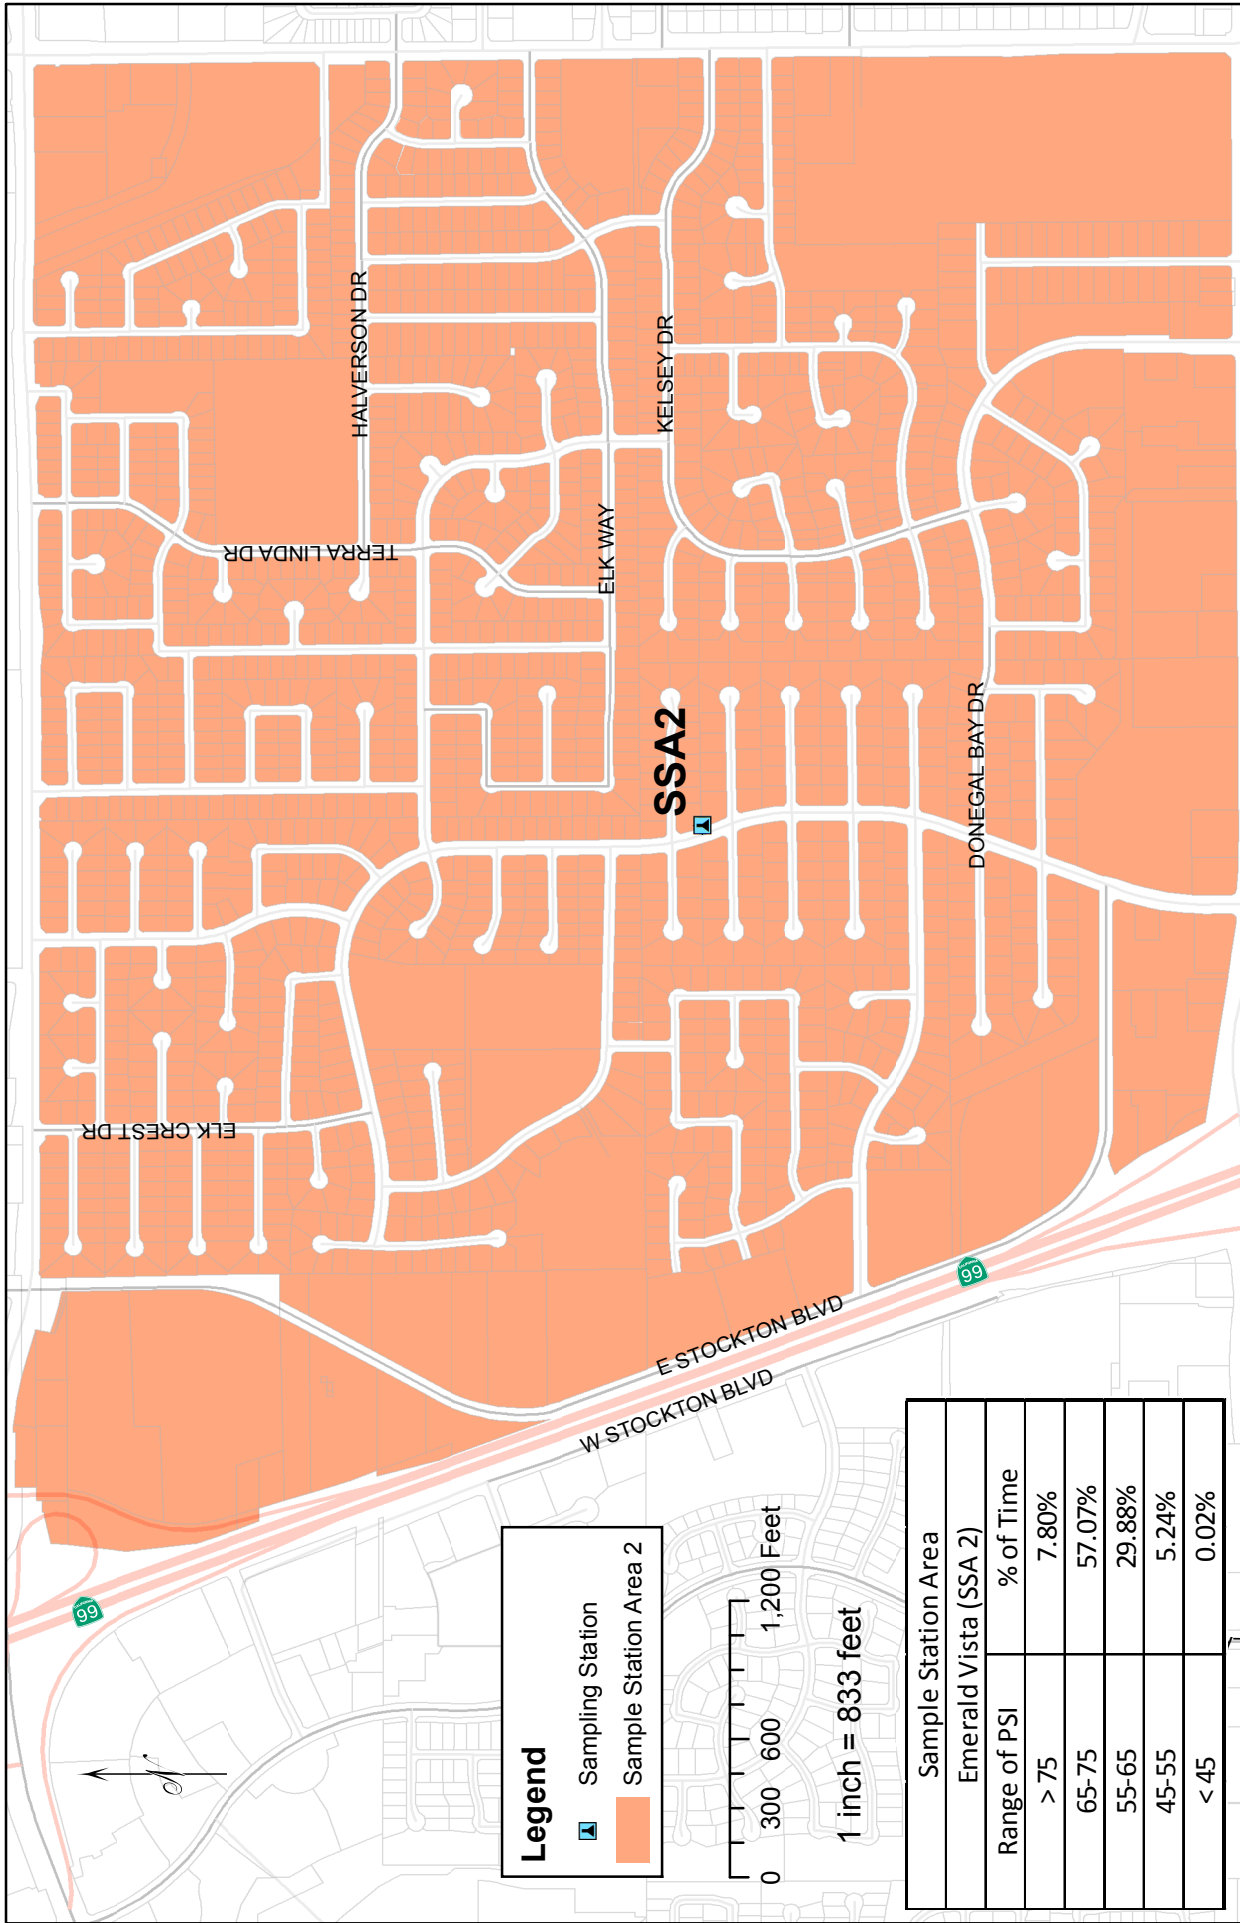 HALVERSON DR
TERRA LINDA DR
ELK WAY
KELSEY DR
SSA2
DONEGAL BAY DR
ELK CREST DR
E STOCKTON BLVD
W STOCKTON BLVD
99
99
N
Legend
Sampling Station
Sample Station Area 2
0 300 600 1,200 Feet
1 inch = 833 feet
Sample Station Area
Emerald Vista (SSA 2)
Range of PSI % of Time
> 75 7.80%
65-75 57.07%
55-65 29.88%
45-55 5.24%
< 45 0.02%